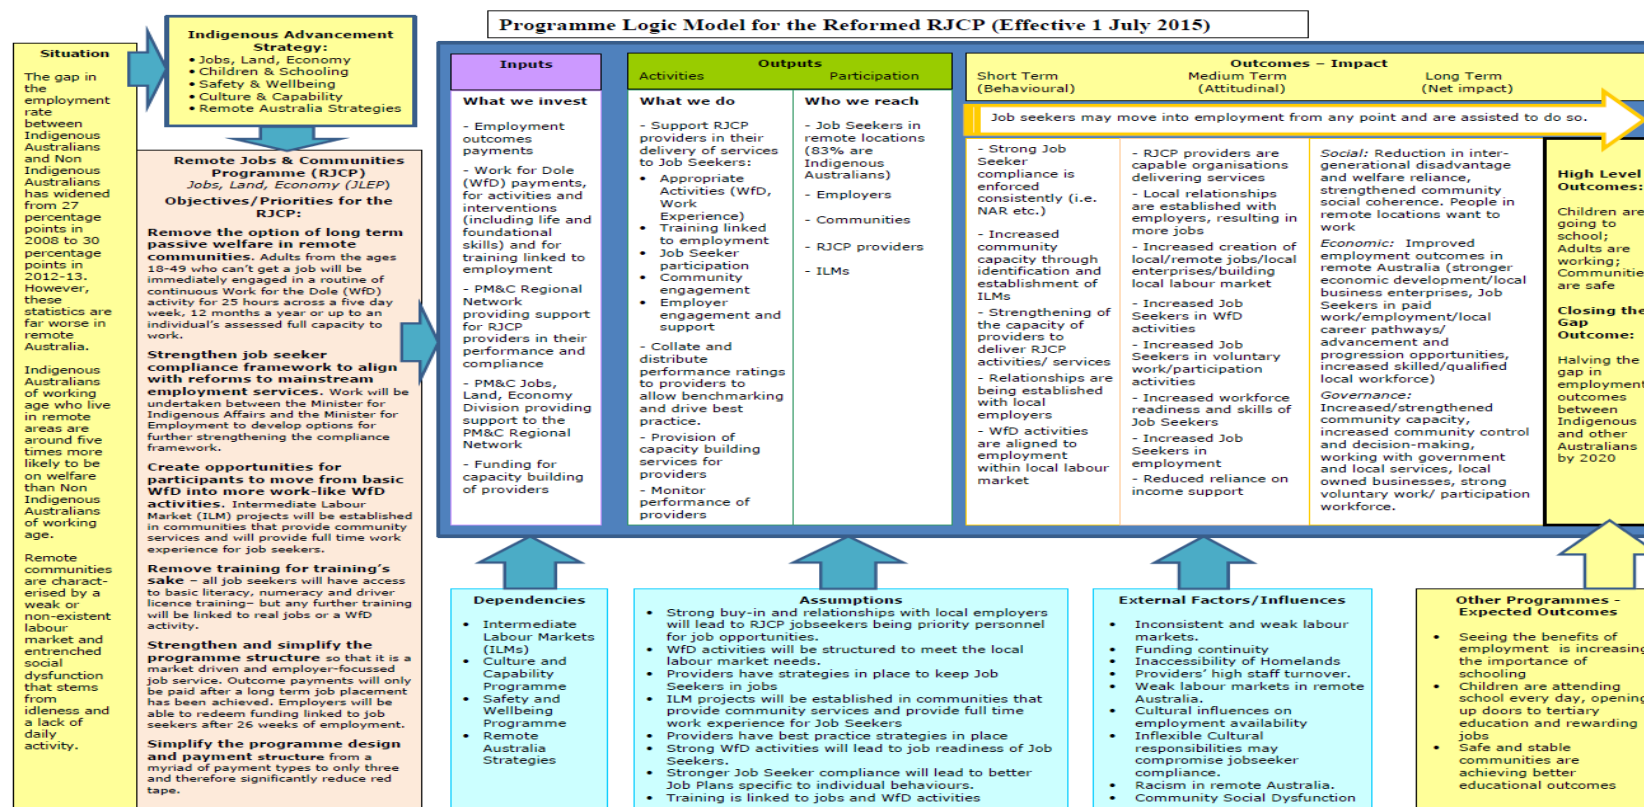 Programme Logic Model for the Reformed RJCP (Effective 1 July 2015)
Situation
The gap in
the
employment
rate
between
Indigenous
Australians
and Non
Indigenous
Australians
has widened
from 27
percentage
points in
2008 to 30
percentage
points in
2012-13.
However,
these
statistics are
far worse in
remote
Australia.
Indigenous
Australians
of working
age who live
in remote
areas are
around five
times more
likely to be
on welfare
than Non
Indigenous
Australians
of working
age.
Remote
communities
are charact-
erised by a
weak or
non-existent
labour
market and
entrenched
social
dysfunction
that stems
from
idleness and
a lack of
daily
activity.
Indigenous Advancement
Strategy:
• Jobs, Land, Economy
• Children & Schooling
• Safety & Wellbeing
• Culture & Capability
• Remote Australia Strategies
Remote Jobs & Communities
Programme (RJCP)
Jobs, Land, Economy (JLEP)
Objectives/Priorities for the
RJCP:
Remove the option of long term
passive welfare in remote
communities. Adults from the ages
18-49 who can't get a job will be
immediately engaged in a routine of
continuous Work for the Dole (WfD)
activity for 25 hours across a five day
week, 12 months a year or up to an
individual's assessed full capacity to
work.
Strengthen job seeker
compliance framework to align
with reforms to mainstream
employment services. Work will be
undertaken between the Minister for
Indigenous Affairs and the Minister for
Employment to develop options for
further strengthening the compliance
framework.
Create opportunities for
participants to move from basic
WfD into more work-like WfD
activities. Intermediate Labour
Market (ILM) projects will be established
in communities that provide community
services and will provide full time work
experience for job seekers.
Remove training for training's
sake – all job seekers will have access
to basic literacy, numeracy and driver
licence training– but any further training
will be linked to real jobs or a WfD
activity.
Strengthen and simplify the
programme structure so that it is a
market driven and employer-focussed
job service. Outcome payments will only
be paid after a long term job placement
has been achieved. Employers will be
able to redeem funding linked to job
seekers after 26 weeks of employment.
Simplify the programme design
and payment structure from a
myriad of payment types to only three
and therefore significantly reduce red
tape.
Inputs
What we invest
- Employment
outcomes
payments
- Work for Dole
(WfD) payments,
for activities and
interventions
(including life and
foundational
skills) and for
training linked to
employment
- PM&C Regional
Network
providing support
for RJCP
providers in their
performance and
compliance
- PM&C Jobs,
Land, Economy
Division providing
support to the
PM&C Regional
Network
- Funding for
capacity building
of providers
Outputs
Activities Participation
What we do
- Support RJCP
providers in their
delivery of services
to Job Seekers:
• Appropriate
Activities (WfD,
Work
Experience)
• Training linked
to employment
• Job Seeker
participation
• Community
engagement
• Employer
engagement and
support
- Collate and
distribute
performance ratings
to providers to
allow benchmarking
and drive best
practice.
- Provision of
capacity building
services for
providers
- Monitor
performance of
providers
Who we reach
- Job Seekers in
remote locations
(83% are
Indigenous
Australians)
- Employers
- Communities
- RJCP providers
- ILMs
Outcomes – Impact
Short Term Medium Term Long Term
(Behavioural) (Attitudinal) (Net impact)
Job seekers may move into employment from any point and are assisted to do so.
- Strong Job
Seeker
compliance is
enforced
consistently (i.e.
NAR etc.)
- Increased
community
capacity through
identification and
establishment of
ILMs
- Strengthening of
the capacity of
providers to
deliver RJCP
activities/ services
- Relationships are
being established
with local
employers
- WfD activities
are aligned to
employment
within local labour
market
- RJCP providers are
capable organisations
delivering services
- Local relationships
are established with
employers, resulting in
more jobs
- Increased creation of
local/remote jobs/local
enterprises/building
local labour market
- Increased Job
Seekers in WfD
activities
- Increased Job
Seekers in voluntary
work/participation
activities
- Increased workforce
readiness and skills of
Job Seekers
- Increased Job
Seekers in
employment
- Reduced reliance on
income support
Social: Reduction in inter-
generational disadvantage
and welfare reliance,
strengthened community
social coherence. People in
remote locations want to
work
Economic: Improved
employment outcomes in
remote Australia (stronger
economic development/local
business enterprises, Job
Seekers in paid
work/employment/local
career pathways/
advancement and
progression opportunities,
increased skilled/qualified
local workforce)
Governance:
Increased/strengthened
community capacity,
increased community control
and decision-making,
working with government
and local services, local
owned businesses, strong
voluntary work/ participation
workforce.
High Level
Outcomes:
Children are
going to
school;
Adults are
working;
Communitie
are safe
Closing the
Gap
Outcome:
Halving the
gap in
employment
outcomes
between
Indigenous
and other
Australians
by 2020
Dependencies
• Intermediate
Labour Markets
(ILMs)
• Culture and
Capability
Programme
• Safety and
Wellbeing
Programme
• Remote
Australia
Strategies
Assumptions
• Strong buy-in and relationships with local employers
will lead to RJCP jobseekers being priority personnel
for job opportunities.
• WfD activities will be structured to meet the local
labour market needs.
• Providers have strategies in place to keep Job
Seekers in jobs
• ILM projects will be established in communities that
provide community services and provide full time
work experience for Job Seekers
• Providers have best practice strategies in place
• Strong WfD activities will lead to job readiness of Job
Seekers.
• Stronger Job Seeker compliance will lead to better
Job Plans specific to individual behaviours.
• Training is linked to jobs and WfD activities
External Factors/Influences
• Inconsistent and weak labour
markets.
• Funding continuity
• Inaccessibility of Homelands
• Providers' high staff turnover.
• Weak labour markets in remote
Australia.
• Cultural influences on
employment availability
• Inflexible Cultural
responsibilities may
compromise jobseeker
compliance.
• Racism in remote Australia.
• Community Social Dysfunction
Other Programmes -
Expected Outcomes
• Seeing the benefits of
employment is increasing
the importance of
schooling
• Children are attending
school every day, opening
up doors to tertiary
education and rewarding
jobs
• Safe and stable
communities are
achieving better
educational outcomes